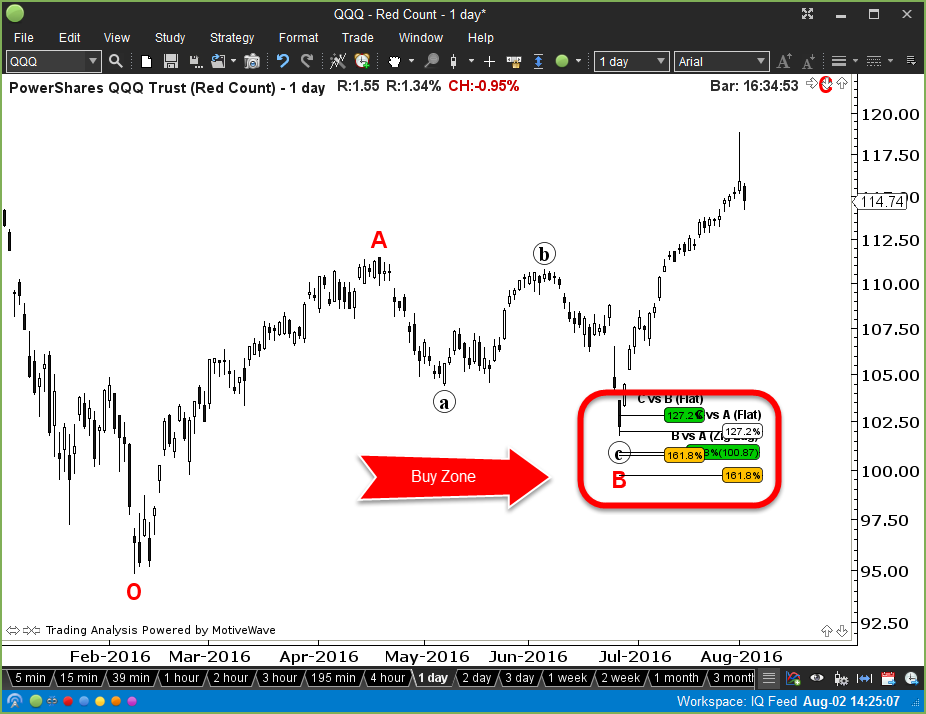 QQQ - Red Count - 1 day*
File Edit View Study Strategy Format Trade Window Help
QQQ 1 day Arial A A
PowerShares QQQ Trust (Red Count) - 1 day R:1.55 R:1.34% CH:-0.95% Bar: 16:34:53 C
120.00
117.50
114.74
112.50
A
b
110.00
107.50
105.00
a
C vs B (Flat)
127.2 vs A (Flat)
127.2%
B vs A (Zig
c 161.8% 8%(100.87)
Buy Zone
100.00
B 161.8%
97.50
95.00
O
92.50
Trading Analysis Powered by MotiveWave
Feb-2016 Mar-2016 Apr-2016 May-2016 Jun-2016 Jul-2016 Aug-2016
5 min 15 min 39 min 1 hour 2 hour 3 hour 195 min 4 hour 1 day 2 day 3 day 1 week 2 week 1 month 3 mont
Workspace: IQ Feed Aug-02 14:25:07